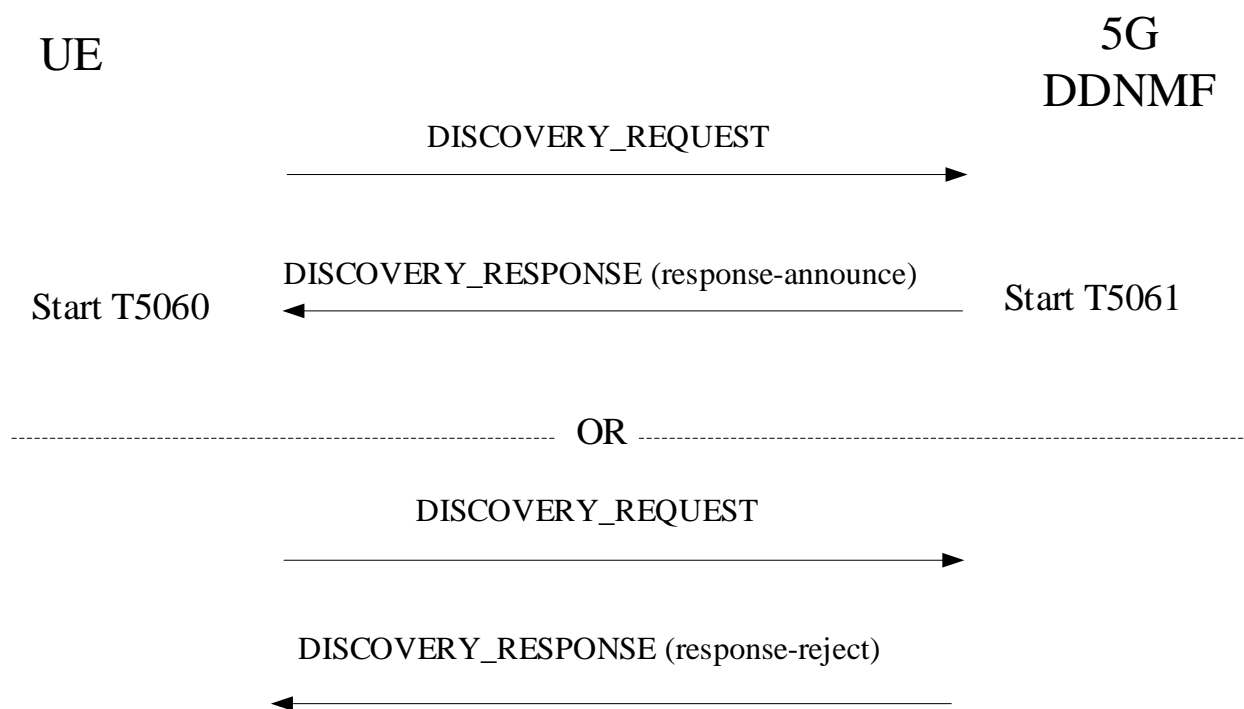 UE
5G
DDNMF
DISCOVERY_REQUEST
DISCOVERY_RESPONSE (response-announce)
Start T5060
Start T5061
OR
DISCOVERY_REQUEST
DISCOVERY_RESPONSE (response-reject)